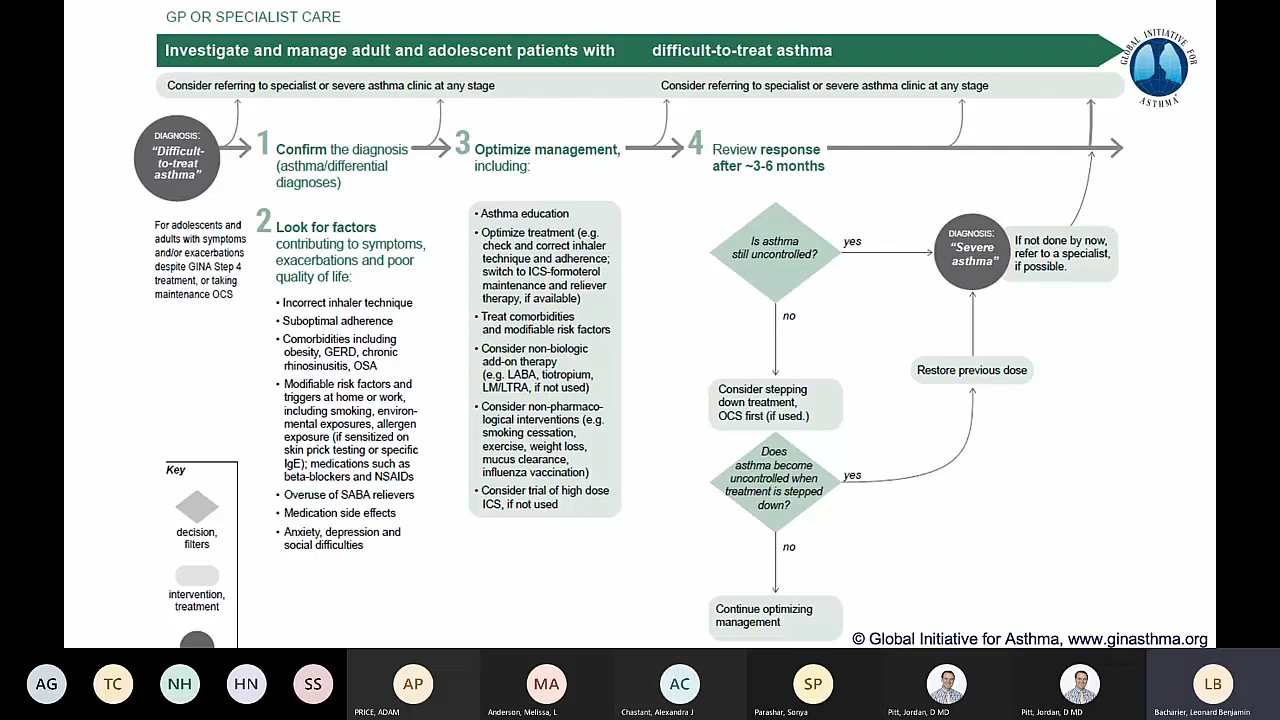 GP OR SPECIALIST CARE
Investigate and manage adult and adolescent patients with difficult-to-treat asthma
Consider referring to specialist or severe asthma clinic at any stage
Consider referring to specialist or severe asthma clinic at any stage
GLOBAL INITIATIVE FOR
ASTHMA
DIAGNOSIS:
"Difficult-
to-treat
asthma"
For adolescents and
adults with symptoms
and/or exacerbations
despite GINA Step 4
treatment, or taking
maintenance OCS
1 Confirm the diagnosis
(asthma/differential
diagnoses)
2 Look for factors
contributing to symptoms,
exacerbations and poor
quality of life:
• Incorrect inhaler technique
• Suboptimal adherence
• Comorbidities including
obesity, GERD, chronic
rhinosinusitis, OSA
• Modifiable risk factors and
triggers at home or work,
including smoking, environ-
mental exposures, allergen
exposure (if sensitized on
skin prick testing or specific
IgE); medications such as
beta-blockers and NSAIDs
• Overuse of SABA relievers
• Medication side effects
• Anxiety, depression and
social difficulties
3 Optimize management,
including:
• Asthma education
• Optimize treatment (e.g.
check and correct inhaler
technique and adherence;
switch to ICS-formoterol
maintenance and reliever
therapy, if available)
• Treat comorbidities
and modifiable risk factors
• Consider non-biologic
add-on therapy
(e.g. LABA, tiotropium,
LM/LTRA, if not used)
• Consider non-pharmaco-
logical interventions (e.g.
smoking cessation,
exercise, weight loss,
mucus clearance,
influenza vaccination)
• Consider trial of high dose
ICS, if not used
4 Review response
after ~3-6 months
Is asthma
still uncontrolled?
yes
no
DIAGNOSIS:
"Severe
asthma"
If not done by now,
refer to a specialist,
if possible.
Restore previous dose
Consider stepping
down treatment,
OCS first (if used.)
Does
asthma become
uncontrolled when
treatment is stepped
down?
yes
no
Continue optimizing
management
Key
decision,
filters
intervention,
treatment
© Global Initiative for Asthma, www.ginasthma.org
AG
TC
NH
HN
SS
AP
PRICE, ADAM
MA
Anderson, Melissa, L
AC
Chastant, Alexandra J
SP
Parashar, Sonya
Pitt, Jordan, D MD
Pitt, Jordan, D MD
LB
Bacharier, Leonard Benjamin